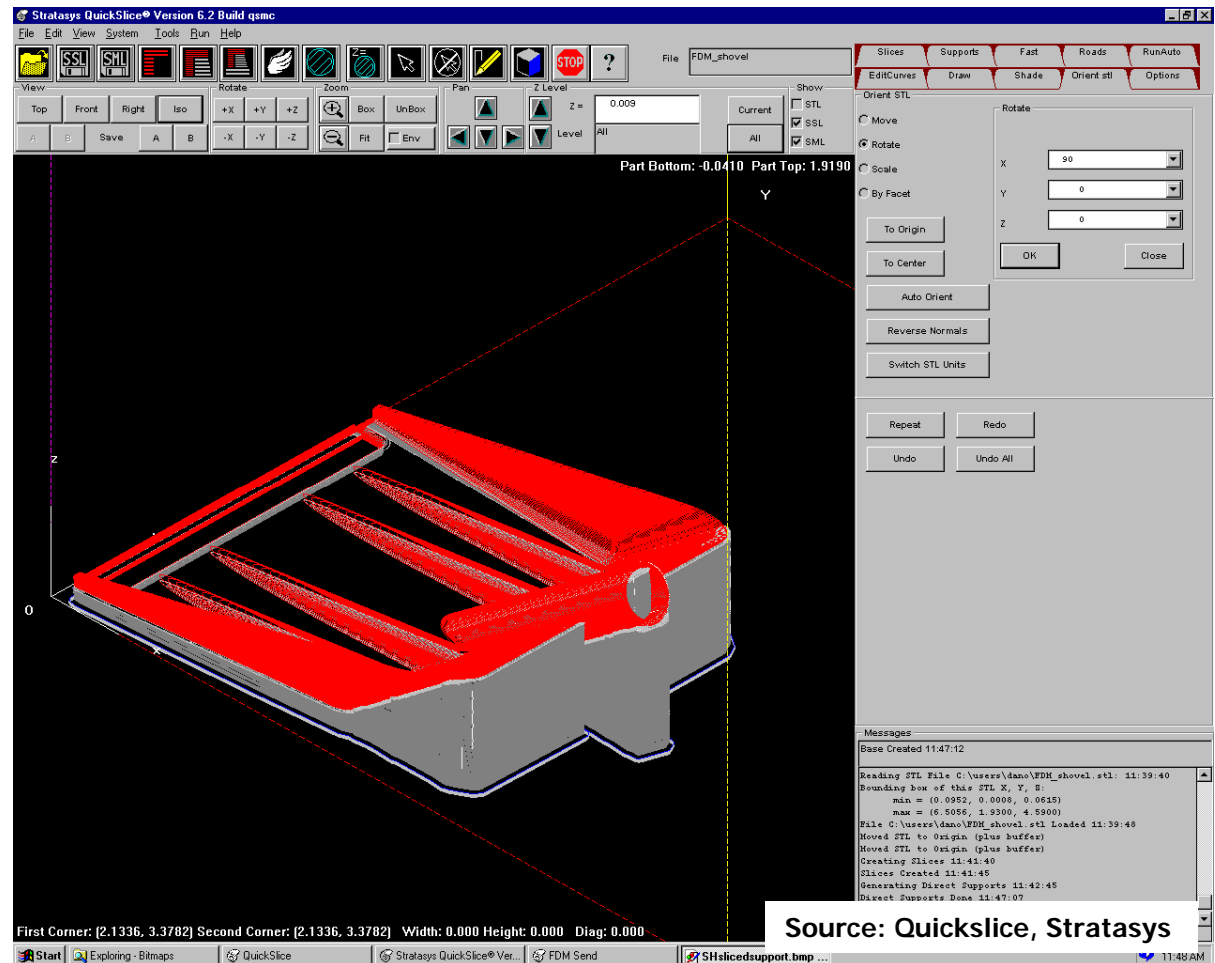 Stratasys QuickSlice® Version 6.2 Build qsmc
File Edit View System Tools Run Help
SSL SML Z= STOP ? File FDM_shovel
Slices Supports Fast Roads RunAuto
EditCurves Draw Shade Orient stl Options
View Rotate Zoom Pan Z Level Show
Top Front Right Iso +X +Y +Z Box UnBox Z = 0.009 Current STL
SSL
A B Save A B -X -Y -Z Fit Env Level All All SML
Part Bottom: -0.0410 Part Top: 1.9190
Y
Z
0
X
Orient STL
Move
Rotate
Scale
By Facet
Rotate
X 90
Y 0
Z 0
OK Close
To Origin
To Center
Auto Orient
Reverse Normals
Switch STL Units
Repeat Redo
Undo Undo All
Messages
Base Created 11:47:12
Reading STL File C:\users\dano\FDM_shovel.stl: 11:39:40
Bounding box of this STL X, Y, Z:
min = (0.0952, 0.0008, 0.0615)
max = (6.5056, 1.9300, 4.5900)
File C:\users\dano\FDM_shovel.stl Loaded 11:39:48
Moved STL to Origin (plus buffer)
Moved STL to Origin (plus buffer)
Creating Slices 11:41:40
Slices Created 11:41:45
Generating Direct Supports 11:42:45
Direct Supports Done 11:47:07
First Corner: (2.1336, 3.3782) Second Corner: (2.1336, 3.3782) Width: 0.000 Height: 0.000 Diag: 0.000
Source: Quickslice, Stratasys
Start Exploring - Bitmaps QuickSlice Stratasys QuickSlice® Ver... FDM Send SHslicedsupport.bmp ... 11:48 AM